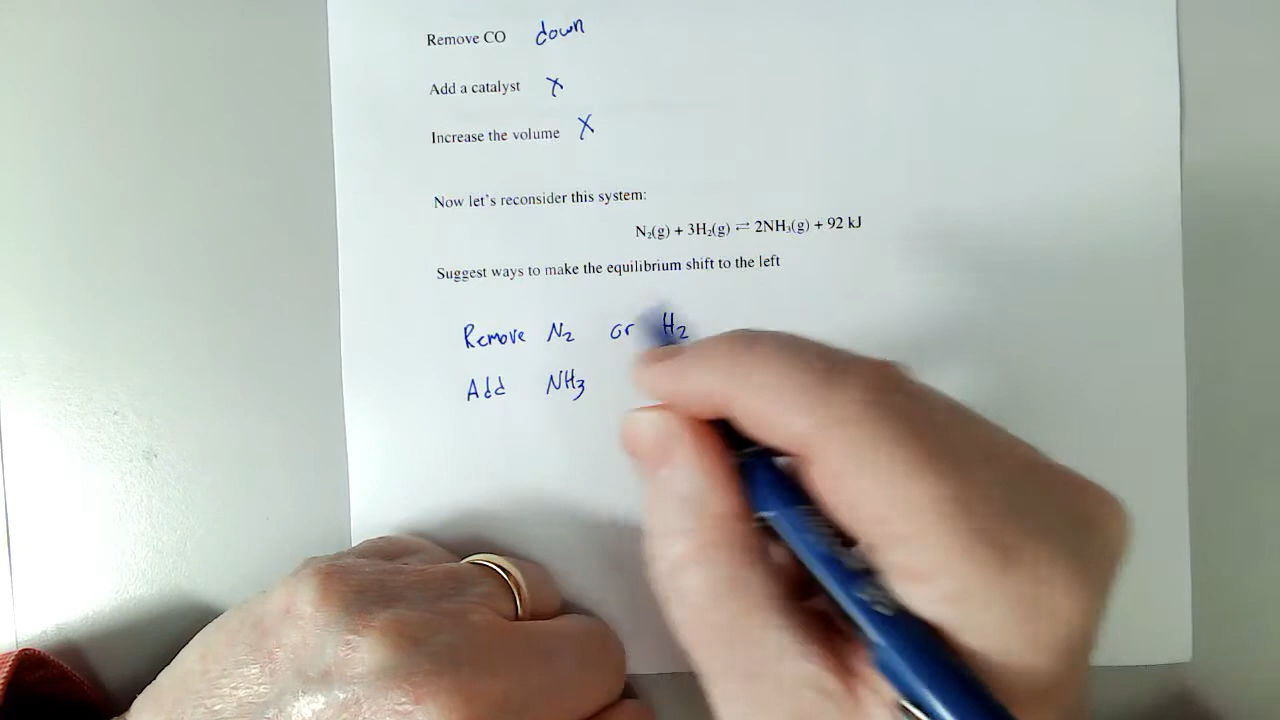 Remove CO down
Add a catalyst X
Increase the volume X
Now let's reconsider this system:
N₂(g) + 3H₂(g) ⇌ 2NH₃(g) + 92 kJ
Suggest ways to make the equilibrium shift to the left
Remove N₂ or H₂
Add NH₃